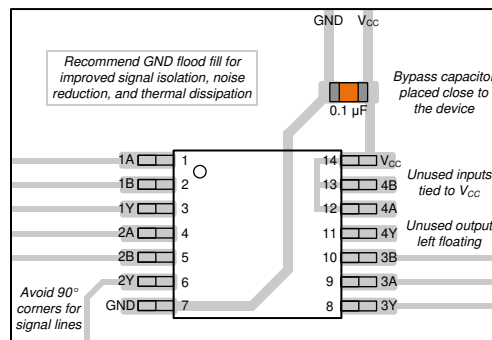 GND V_CC
Recommend GND flood fill for
improved signal isolation, noise
reduction, and thermal dissipation
Bypass capacitor
placed close to
the device
0.1 µF
1A 1 14 V_CC
1B 2 13 4B
1Y 3 12 4A
2A 4 11 4Y
2B 5 10 3B
2Y 6 9 3A
GND 7 8 3Y
Unused inputs
tied to V_CC
Unused output
left floating
Avoid 90°
corners for
signal lines